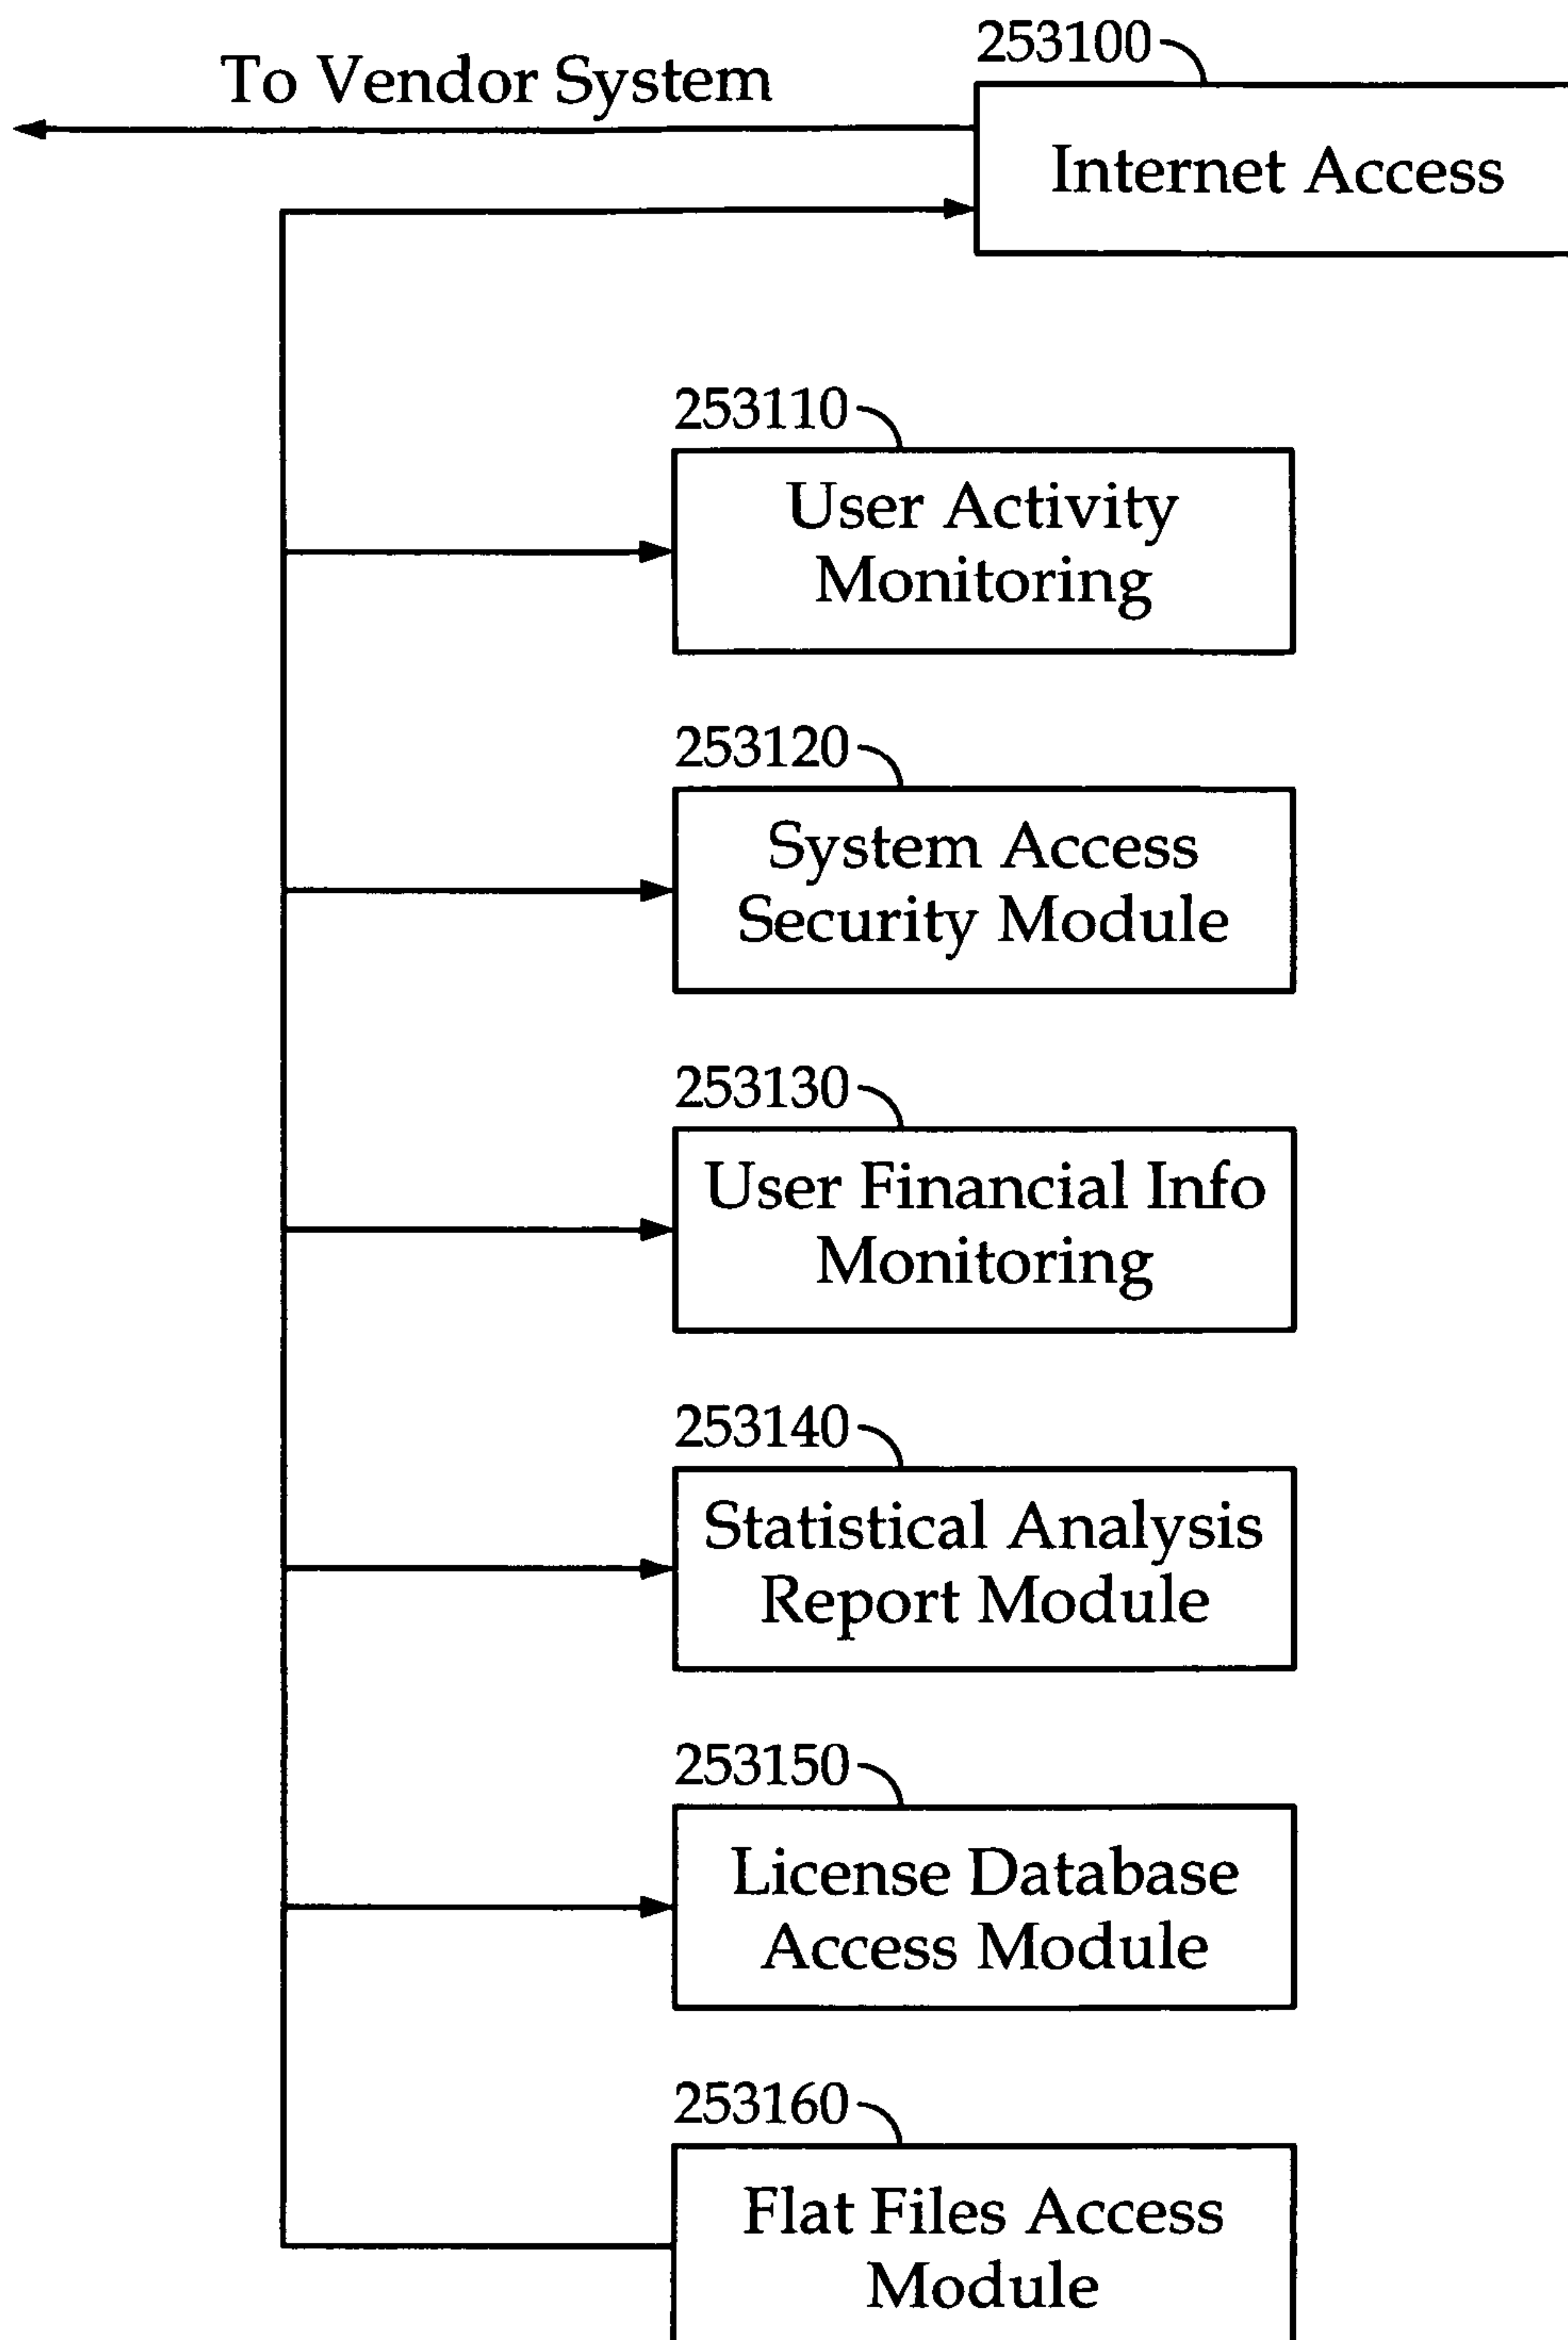 253100
To Vendor System
Internet Access
253110
User Activity
Monitoring
253120
System Access
Security Module
253130
User Financial Info
Monitoring
253140
Statistical Analysis
Report Module
253150
License Database
Access Module
253160
Flat Files Access
Module